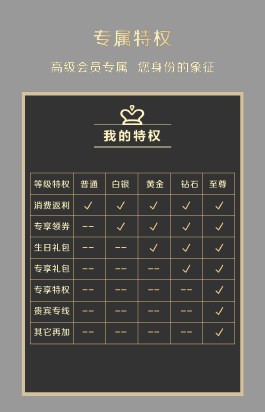 专属特权
高级会员专属 您身份的象征
我的特权
等级特权 普通 白银 黄金 钻石 至尊
消费返利 ✓ ✓ ✓ ✓ ✓
专享领券 -- ✓ ✓ ✓ ✓
生日礼包 -- -- ✓ ✓ ✓
专享礼包 -- -- -- ✓ ✓
专享特权 -- -- -- -- ✓
贵宾专线 -- -- -- -- ✓
其它再加 -- -- -- -- ✓